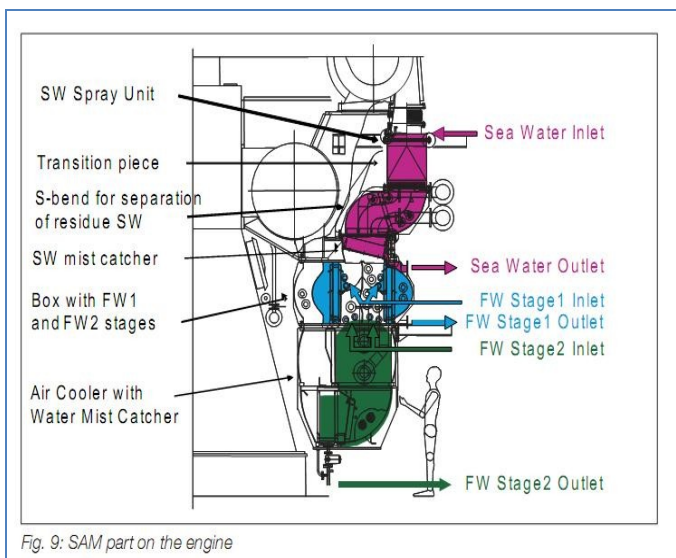 SW Spray Unit
Transition piece
S-bend for separation
of residue SW
SW mist catcher
Box with FW1
and FW2 stages
Air Cooler with
Water Mist Catcher
Sea Water Inlet
Sea Water Outlet
FW Stage1 Inlet
FW Stage1 Outlet
FW Stage2 Inlet
FW Stage2 Outlet
Fig. 9: SAM part on the engine